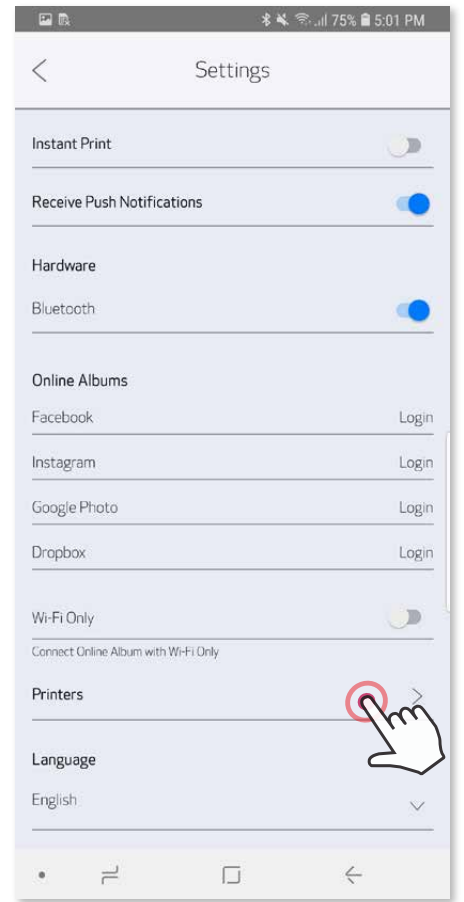 75% 5:01 PM
Settings
Instant Print
Receive Push Notifications
Hardware
Bluetooth
Online Albums
Facebook Login
Instagram Login
Google Photo Login
Dropbox Login
Wi-Fi Only
Connect Online Album with Wi-Fi Only
Printers
Language
English